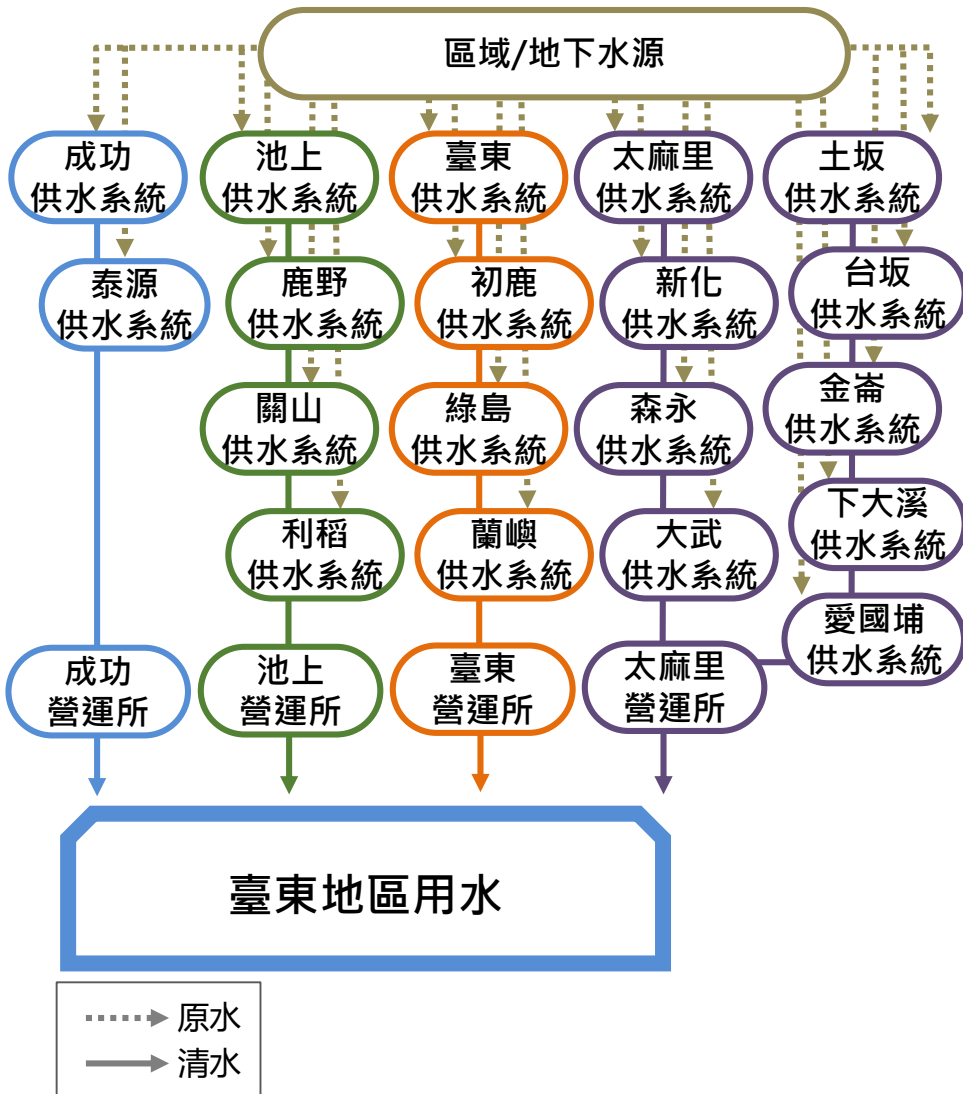 區域/地下水源
成功
供水系統
池上
供水系統
臺東
供水系統
太麻里
供水系統
土坂
供水系統
泰源
供水系統
鹿野
供水系統
初鹿
供水系統
新化
供水系統
台坂
供水系統
關山
供水系統
綠島
供水系統
森永
供水系統
金崙
供水系統
利稻
供水系統
蘭嶼
供水系統
大武
供水系統
下大溪
供水系統
愛國埔
供水系統
成功
營運所
池上
營運所
臺東
營運所
太麻里
營運所
臺東地區用水
原水
清水